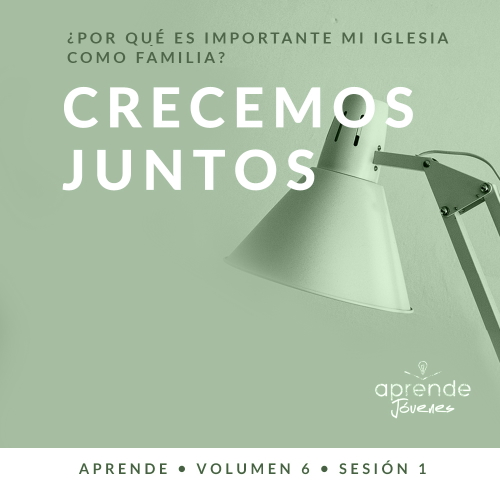 ¿POR QUÉ ES IMPORTANTE MI IGLESIA
COMO FAMILIA?
CRECEMOS
JUNTOS
aprende
Jóvenes
APRENDE • VOLUMEN 6 • SESIÓN 1